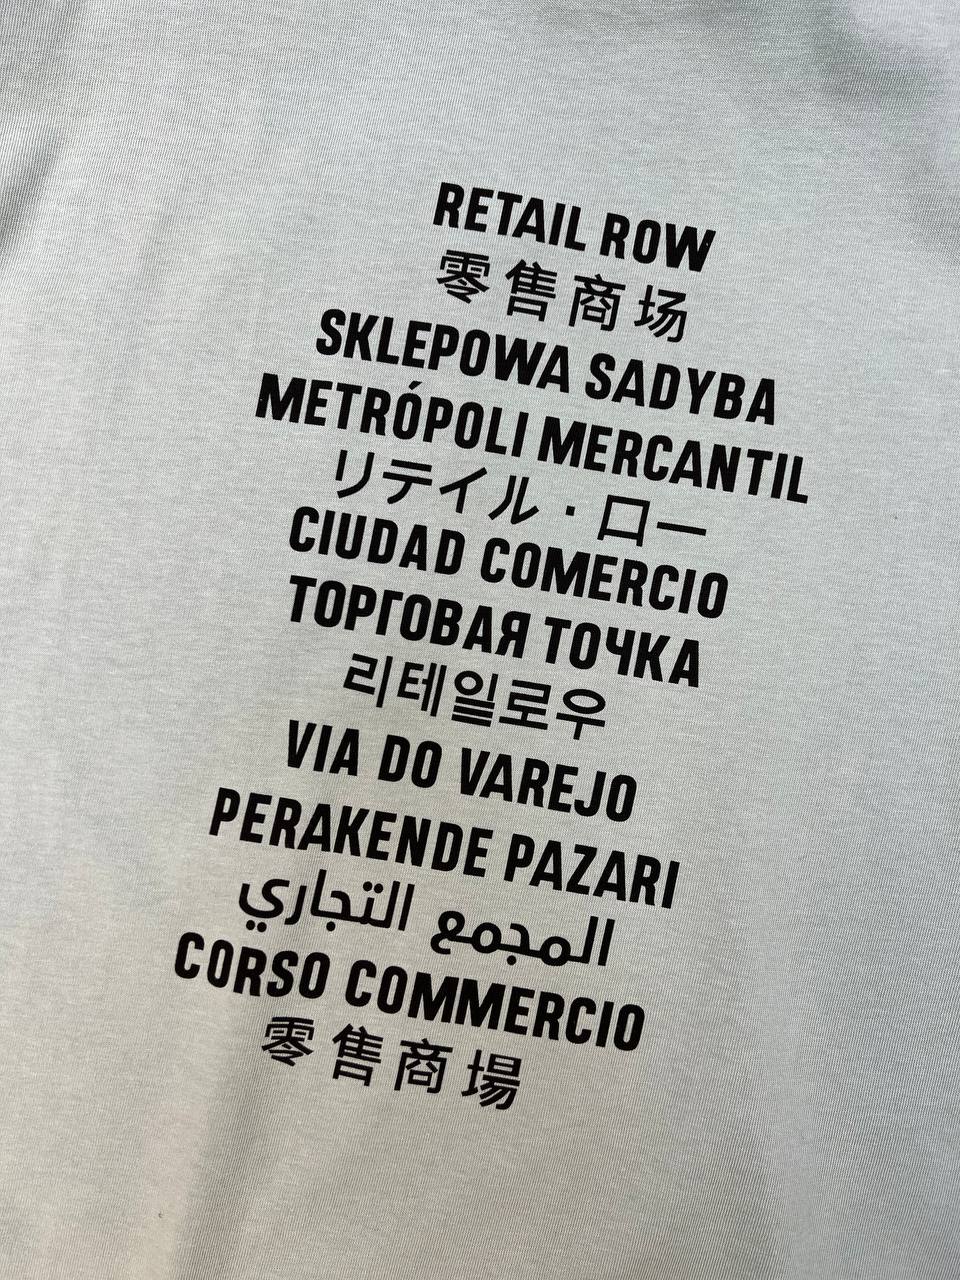 RETAIL ROW
零售商场
SKLEPOWA SADYBA
METRÓPOLI MERCANTIL
リテイル・ロー
CIUDAD COMERCIO
ТОРГОВАЯ ТОЧКА
리테일로우
VIA DO VAREJO
PERAKENDE PAZARI
المجمع التجاري
CORSO COMMERCIO
零售商場